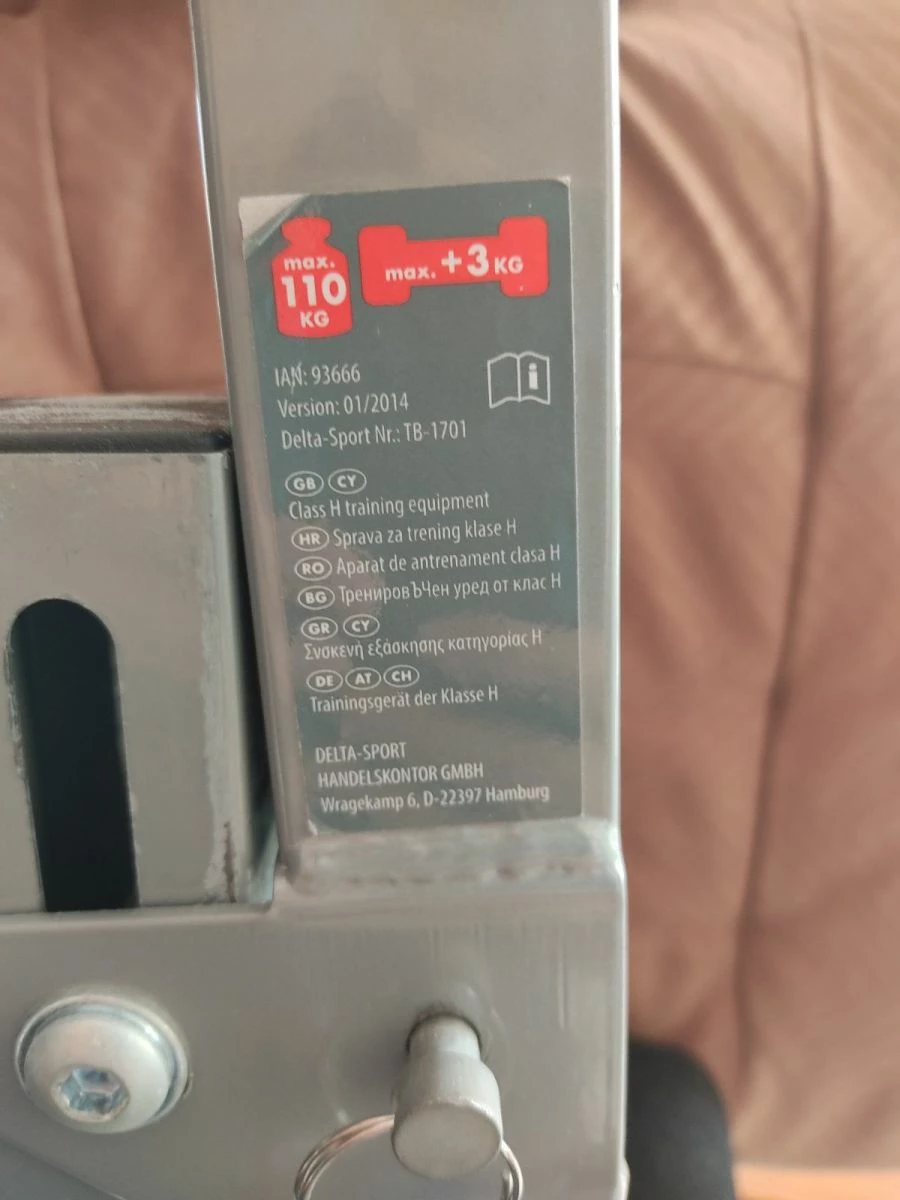 max.
110
KG
max. +3 KG
IAN: 93666
Version: 01/2014
Delta-Sport Nr.: TB-1701
i
GB CY
Class H training equipment
HR Sprava za trening klase H
RO Aparat de antrenament clasa H
BG ТренировЪЧен уред от клас H
GR CY
Συσκευή εξάσκησης κατηγορίας H
DE AT CH
Trainingsgerät der Klasse H
DELTA-SPORT
HANDELSKONTOR GMBH
Wragekamp 6, D-22397 Hamburg